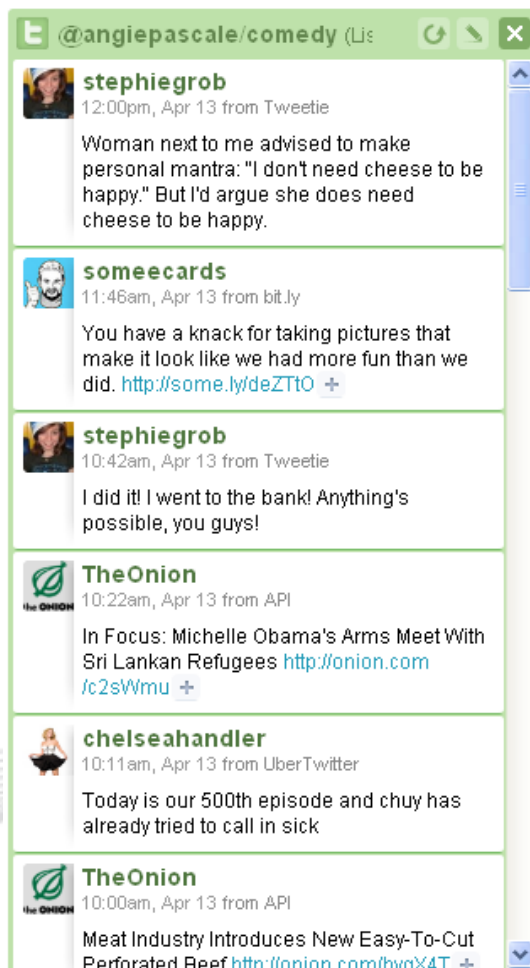 @angiepascale/comedy (Lis
stephiegrob
12:00pm, Apr 13 from Tweetie
Woman next to me advised to make
personal mantra: "I don't need cheese to be
happy." But I'd argue she does need
cheese to be happy.
someecards
11:46am, Apr 13 from bit.ly
You have a knack for taking pictures that
make it look like we had more fun than we
did. http://some.ly/deZTtO +
stephiegrob
10:42am, Apr 13 from Tweetie
I did it! I went to the bank! Anything's
possible, you guys!
TheOnion
the ONION
10:22am, Apr 13 from API
In Focus: Michelle Obama's Arms Meet With
Sri Lankan Refugees http://onion.com
/c2sWmu +
chelseahandler
10:11am, Apr 13 from UberTwitter
Today is our 500th episode and chuy has
already tried to call in sick
TheOnion
the ONION
10:00am, Apr 13 from API
Meat Industry Introduces New Easy-To-Cut
Perforated Beef